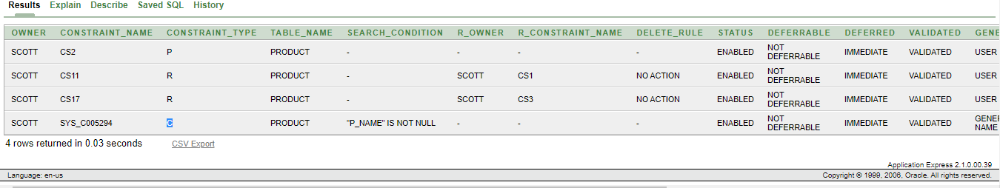 Results Explain Describe Saved SQL History
OWNER CONSTRAINT_NAME CONSTRAINT_TYPE TABLE_NAME SEARCH_CONDITION R_OWNER R_CONSTRAINT_NAME DELETE_RULE STATUS DEFERRABLE DEFERRED VALIDATED GENE
SCOTT CS2 P PRODUCT - - - - ENABLED NOT DEFERRABLE IMMEDIATE VALIDATED USER
SCOTT CS11 R PRODUCT - SCOTT CS1 NO ACTION ENABLED NOT DEFERRABLE IMMEDIATE VALIDATED USER
SCOTT CS17 R PRODUCT - SCOTT CS3 NO ACTION ENABLED NOT DEFERRABLE IMMEDIATE VALIDATED USER
SCOTT SYS_C005294 C PRODUCT "P_NAME" IS NOT NULL - - - ENABLED NOT DEFERRABLE IMMEDIATE VALIDATED GENE NAME
4 rows returned in 0.03 seconds CSV Export
Application Express 2.1.0.00.39
Language: en-us Copyright © 1999, 2006, Oracle. All rights reserved.